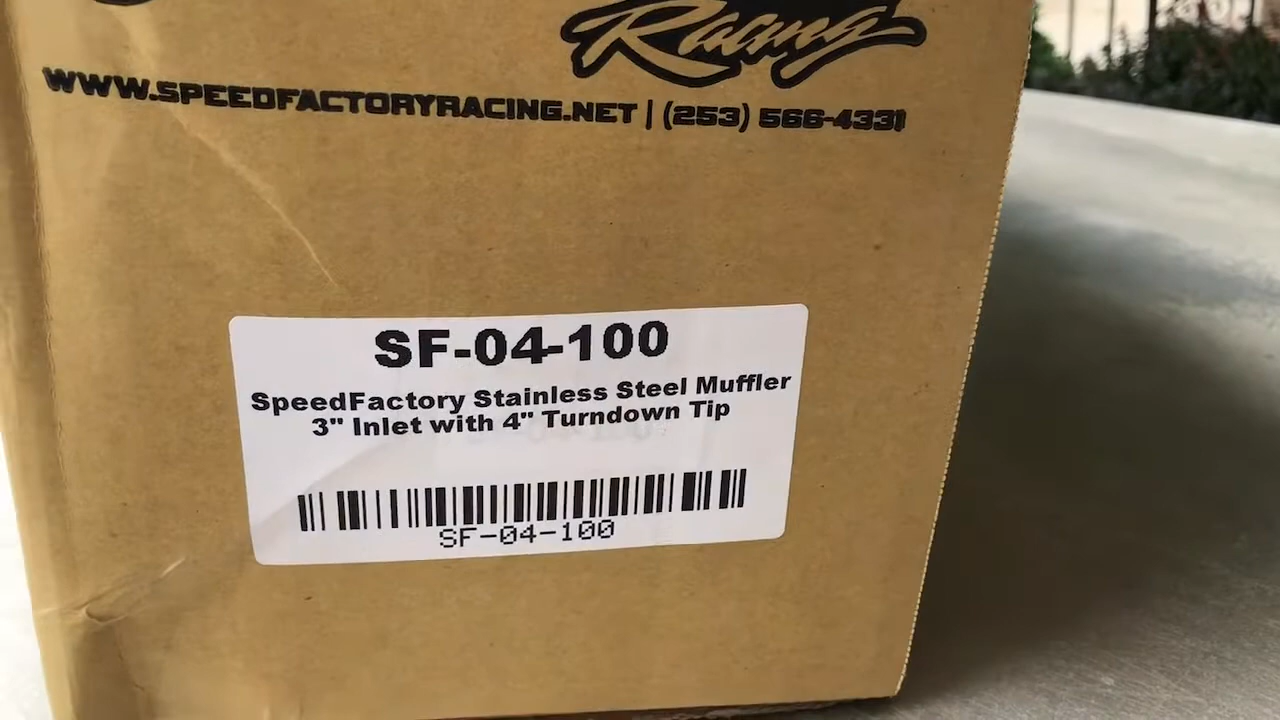 Racing
WWW.SPEEDFACTORYRACING.NET | (253) 566-4331
SF-04-100
SpeedFactory Stainless Steel Muffler
3" Inlet with 4" Turndown Tip
SF-04-100